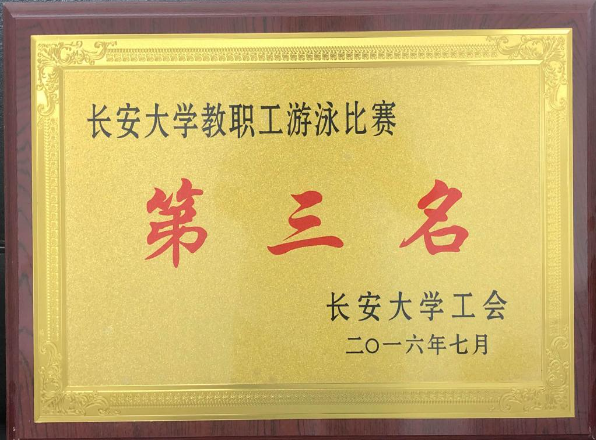 长安大学教职工游泳比赛
第三名
长安大学工会
二〇一六年七月